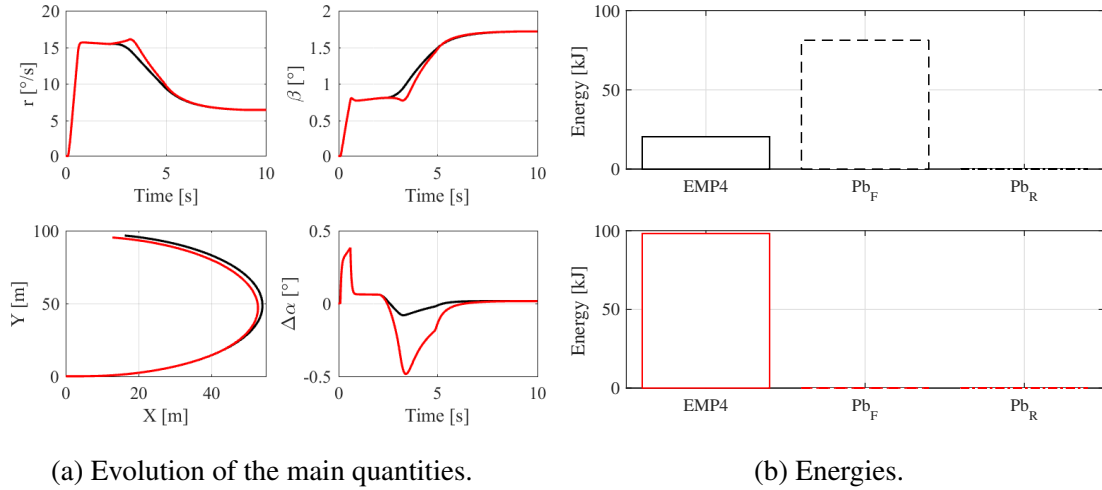 20
15
10
5
0
r [°/s]
0
5
10
Time [s]
2
1.5
1
0.5
0
β [°]
0
5
10
Time [s]
100
50
0
Y [m]
0
20
40
X [m]
0.5
0
-0.5
Δα [°]
0
5
10
Time [s]
(a) Evolution of the main quantities.
100
50
0
Energy [kJ]
EMP4
Pb_F
Pb_R
100
50
0
Energy [kJ]
EMP4
Pb_F
Pb_R
(b) Energies.